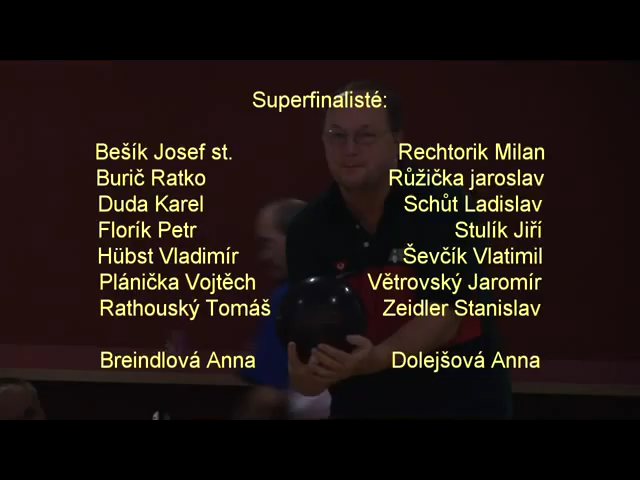 Superfinalisté:
Bešík Josef st.
Burič Ratko
Duda Karel
Florík Petr
Hübst Vladimír
Plánička Vojtěch
Rathouský Tomáš
Breindlová Anna
Rechtorik Milan
Růžička jaroslav
Schůt Ladislav
Stulík Jiří
Ševčík Vlatimil
Větrovský Jaromír
Zeidler Stanislav
Dolejšová Anna